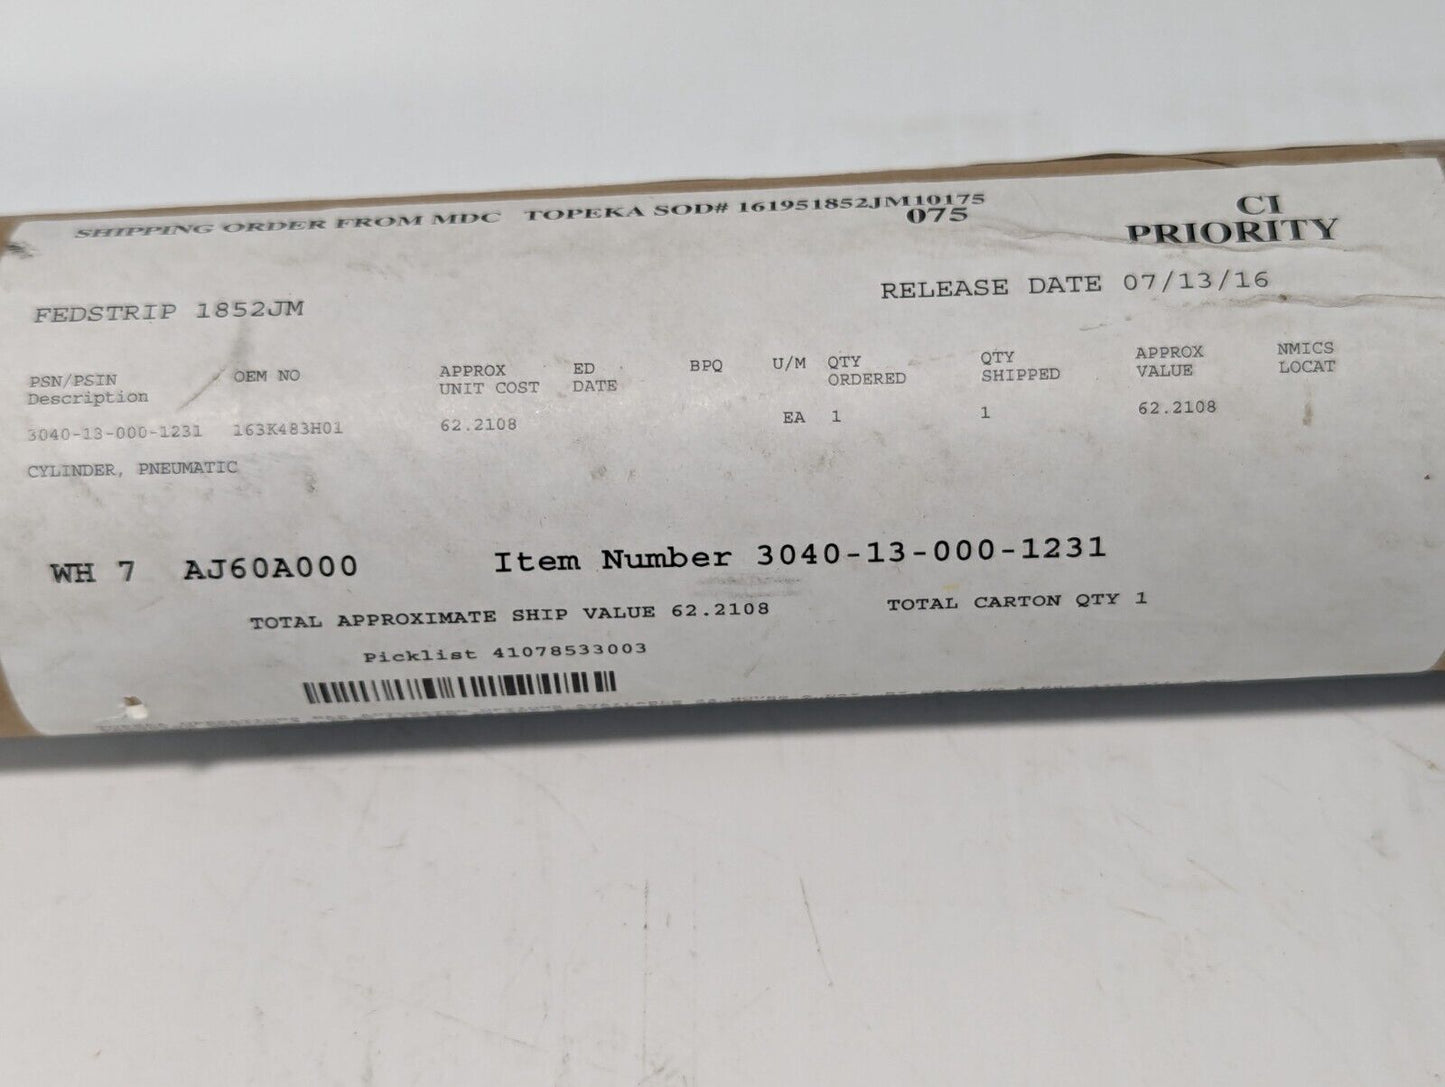 SHIPPING ORDER FROM MDC TOPEKA SOD# 161951852JM10175
075
CI
PRIORITY
FEDSTRIP 1852JM
RELEASE DATE 07/13/16
PSN/PSIN OEM NO APPROX ED BPQ U/M QTY QTY APPROX NMICS
Description UNIT COST DATE ORDERED SHIPPED VALUE LOCAT
3040-13-000-1231 163K483H01 62.2108 EA 1 1 62.2108
CYLINDER, PNEUMATIC
WH 7 AJ60A000 Item Number 3040-13-000-1231
TOTAL APPROXIMATE SHIP VALUE 62.2108 TOTAL CARTON QTY 1
Picklist 41078533003